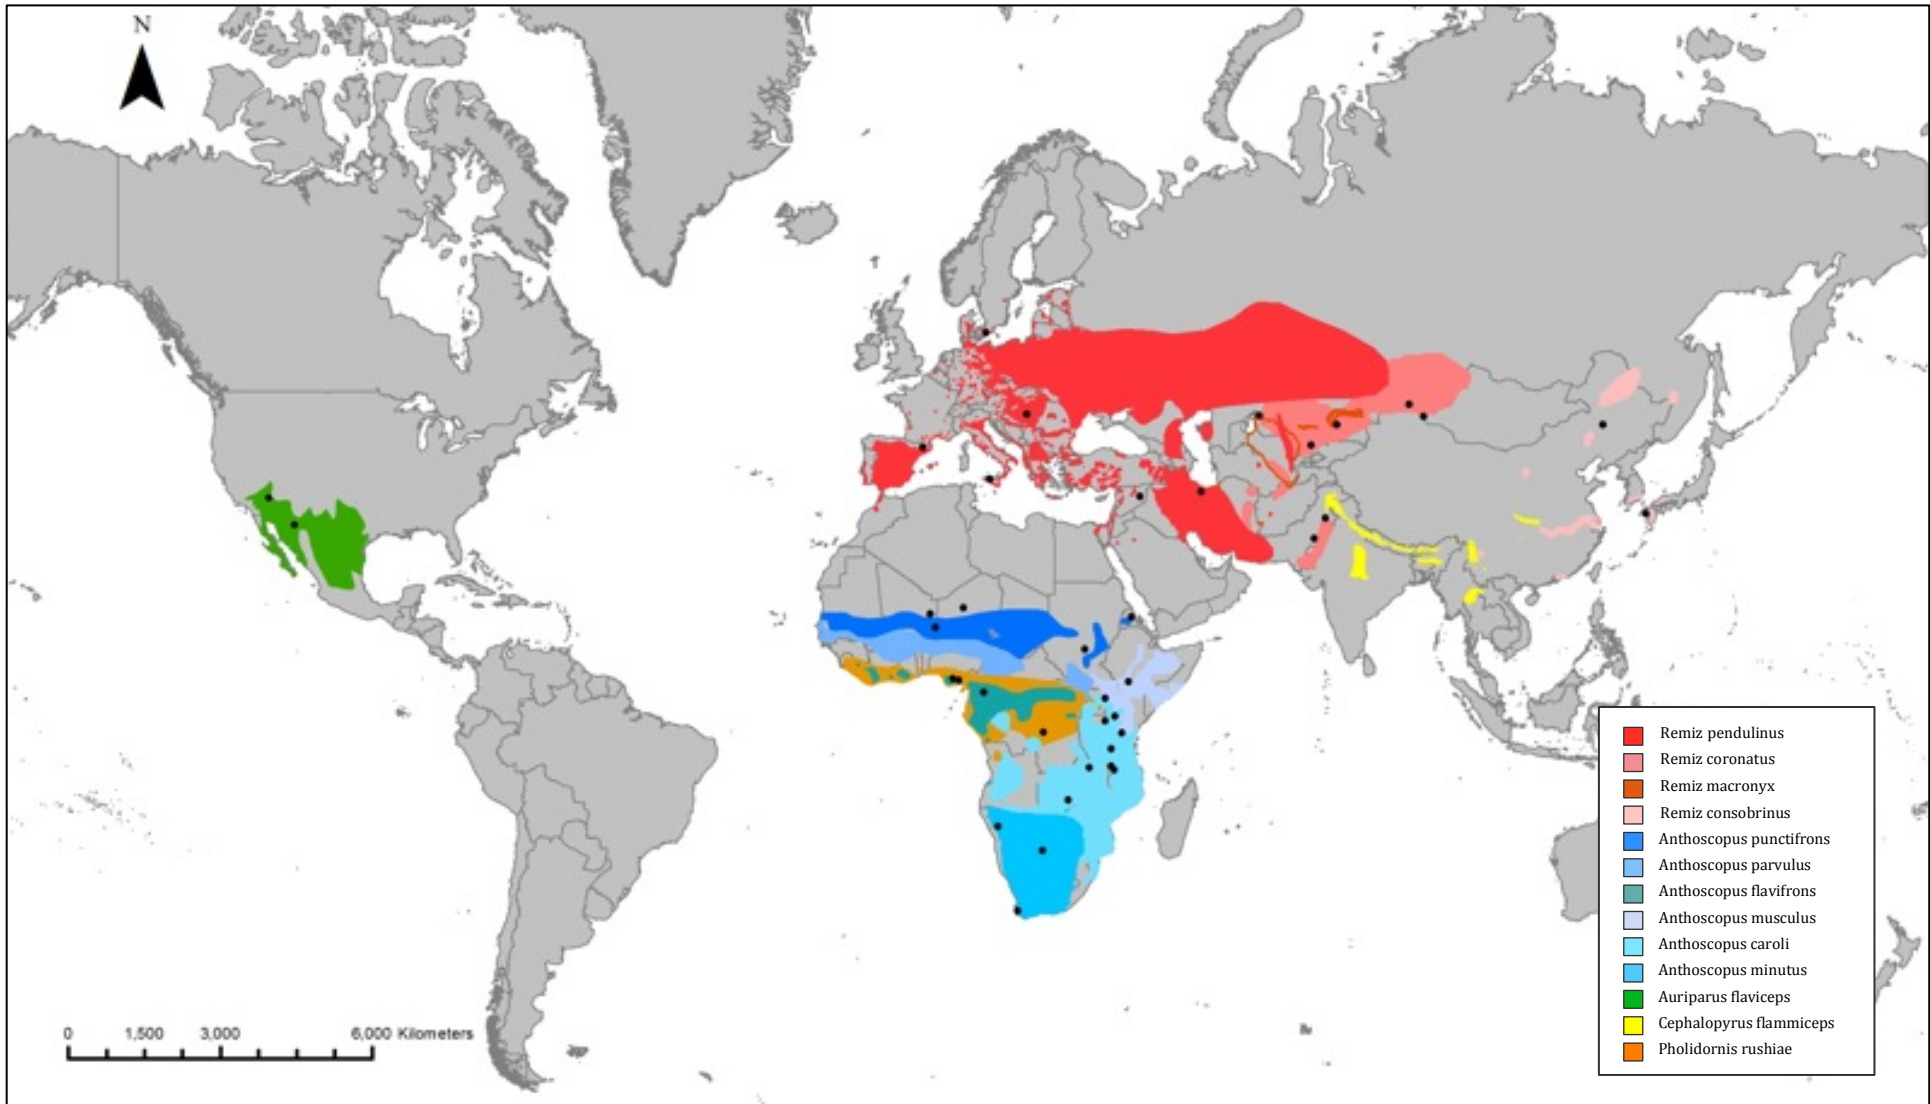 N
Remiz pendulinus
Remiz coronatus
Remiz macronyx
Remiz consobrinus
Anthoscopus punctifrons
Anthoscopus parvulus
Anthoscopus flavifrons
Anthoscopus musculus
Anthoscopus caroli
Anthoscopus minutus
Auriparus flaviceps
Cephalopyrus flammiceps
Pholidornis rushiae
0 1,500 3,000 6,000 Kilometers